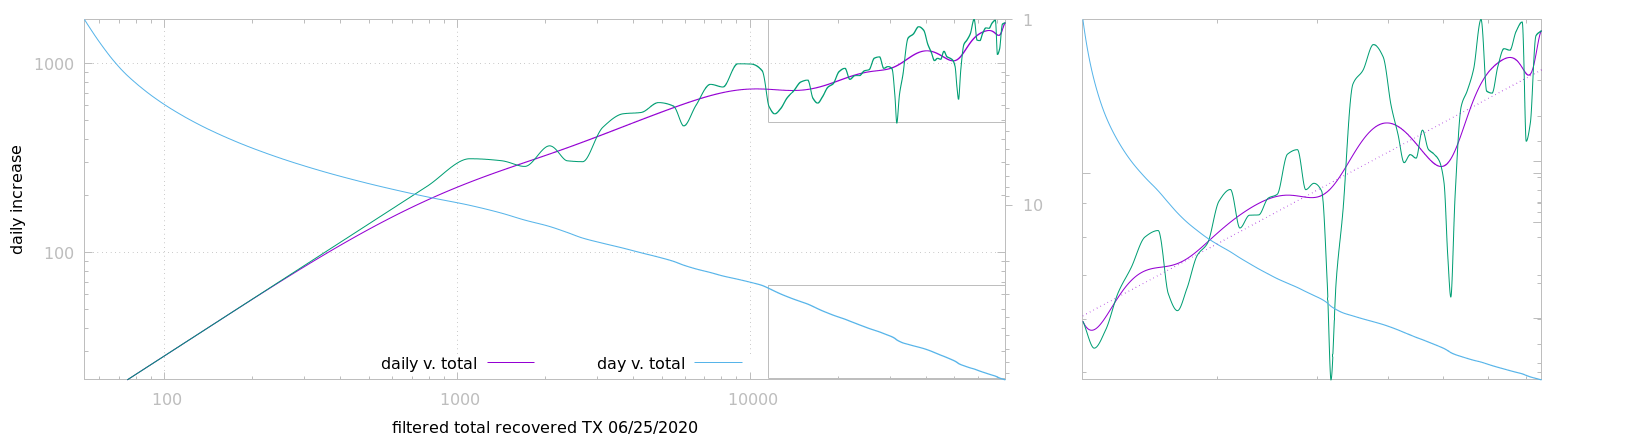 1000
100
daily increase
daily v. total
day v. total
1
10
100
1000
10000
filtered total recovered TX 06/25/2020